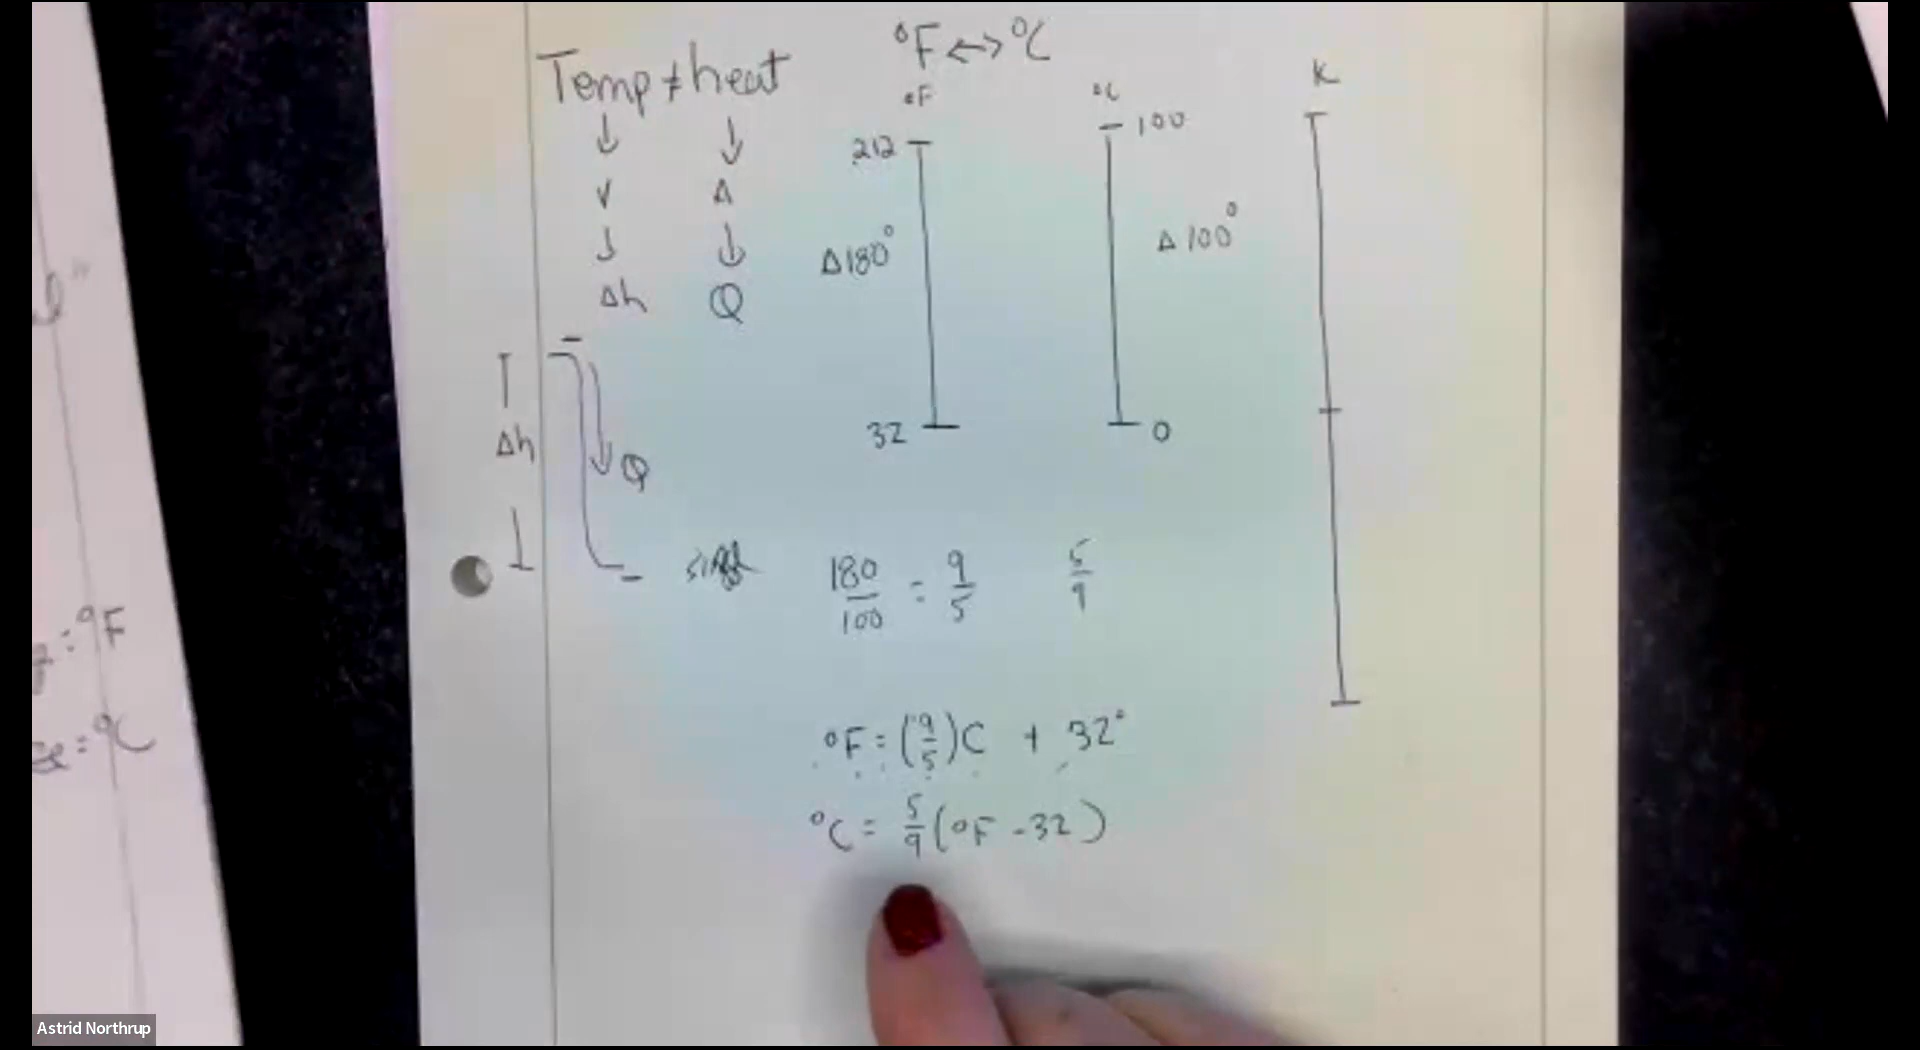 °F ↔ °C
Temp ≠ heat
°F
°C
K
212
100
↓ ↓
V Δ
↓ ↓
Δh Q
Δ180°
Δ100°
32
0
Δh
Q
180/100 = 9/5
5/9
°F = (9/5)C + 32°
°C = 5/9(°F - 32)
= °F
= °C
Astrid Northrup